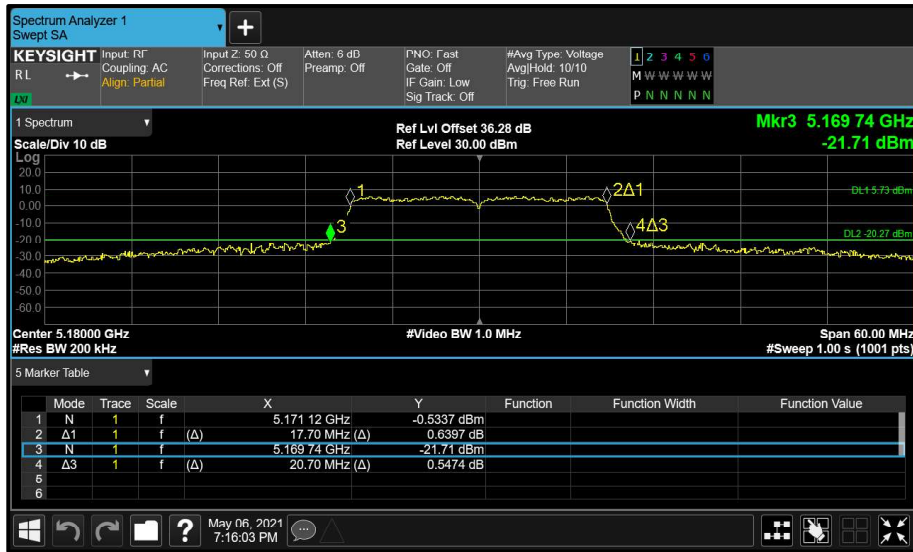 Spectrum Analyzer 1
Swept SA
+
KEYSIGHT Input: RF Input Z: 50 Ω Atten: 6 dB PNO: Fast #Avg Type: Voltage 1 2 3 4 5 6
RL Coupling: AC Corrections: Off Preamp: Off Gate: Off Avg|Hold: 10/10 M W W W W W
Align: Partial Freq Ref: Ext (S) IF Gain: Low Trig: Free Run
LXI Sig Track: Off P N N N N N
1 Spectrum Ref Lvl Offset 36.28 dB Mkr3 5.169 74 GHz
Scale/Div 10 dB Ref Level 30.00 dBm -21.71 dBm
Log
20.0
10.0 1 2Δ1 DL1 5.73 dBm
0.00
-10.0 3 4Δ3
-20.0 DL2 -20.27 dBm
-30.0
-40.0
-50.0
-60.0
Center 5.18000 GHz #Video BW 1.0 MHz Span 60.00 MHz
#Res BW 200 kHz #Sweep 1.00 s (1001 pts)
5 Marker Table
Mode Trace Scale X Y Function Function Width Function Value
1 N 1 f 5.171 12 GHz -0.5337 dBm
2 Δ1 1 f (Δ) 17.70 MHz (Δ) 0.6397 dB
3 N 1 f 5.169 74 GHz -21.71 dBm
4 Δ3 1 f (Δ) 20.70 MHz (Δ) 0.5474 dB
5
6
? May 06, 2021
7:16:03 PM